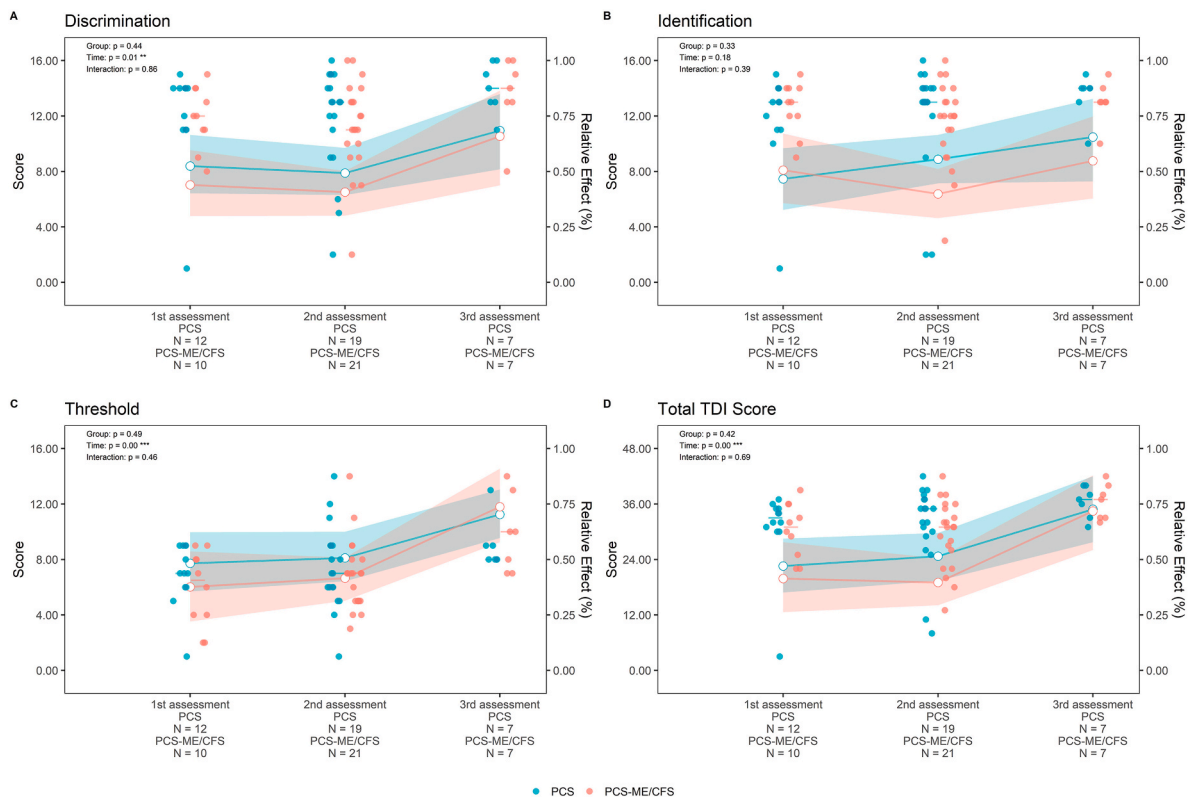 A
Discrimination
Group: p = 0.44
Time: p = 0.01 **
Interaction: p = 0.86
16.00
12.00
8.00
4.00
0.00
Score
1.00
0.75
0.50
0.25
0.00
Relative Effect (%)
1st assessment
PCS
N = 12
PCS-ME/CFS
N = 10
2nd assessment
PCS
N = 19
PCS-ME/CFS
N = 21
3rd assessment
PCS
N = 7
PCS-ME/CFS
N = 7
B
Identification
Group: p = 0.33
Time: p = 0.18
Interaction: p = 0.39
16.00
12.00
8.00
4.00
0.00
Score
1.00
0.75
0.50
0.25
0.00
Relative Effect (%)
1st assessment
PCS
N = 12
PCS-ME/CFS
N = 10
2nd assessment
PCS
N = 19
PCS-ME/CFS
N = 21
3rd assessment
PCS
N = 7
PCS-ME/CFS
N = 7
C
Threshold
Group: p = 0.49
Time: p = 0.00 ***
Interaction: p = 0.46
16.00
12.00
8.00
4.00
0.00
Score
1.00
0.75
0.50
0.25
0.00
Relative Effect (%)
1st assessment
PCS
N = 12
PCS-ME/CFS
N = 10
2nd assessment
PCS
N = 19
PCS-ME/CFS
N = 21
3rd assessment
PCS
N = 7
PCS-ME/CFS
N = 7
D
Total TDI Score
Group: p = 0.42
Time: p = 0.00 ***
Interaction: p = 0.69
48.00
36.00
24.00
12.00
0.00
Score
1.00
0.75
0.50
0.25
0.00
Relative Effect (%)
1st assessment
PCS
N = 12
PCS-ME/CFS
N = 10
2nd assessment
PCS
N = 19
PCS-ME/CFS
N = 21
3rd assessment
PCS
N = 7
PCS-ME/CFS
N = 7
PCS PCS-ME/CFS